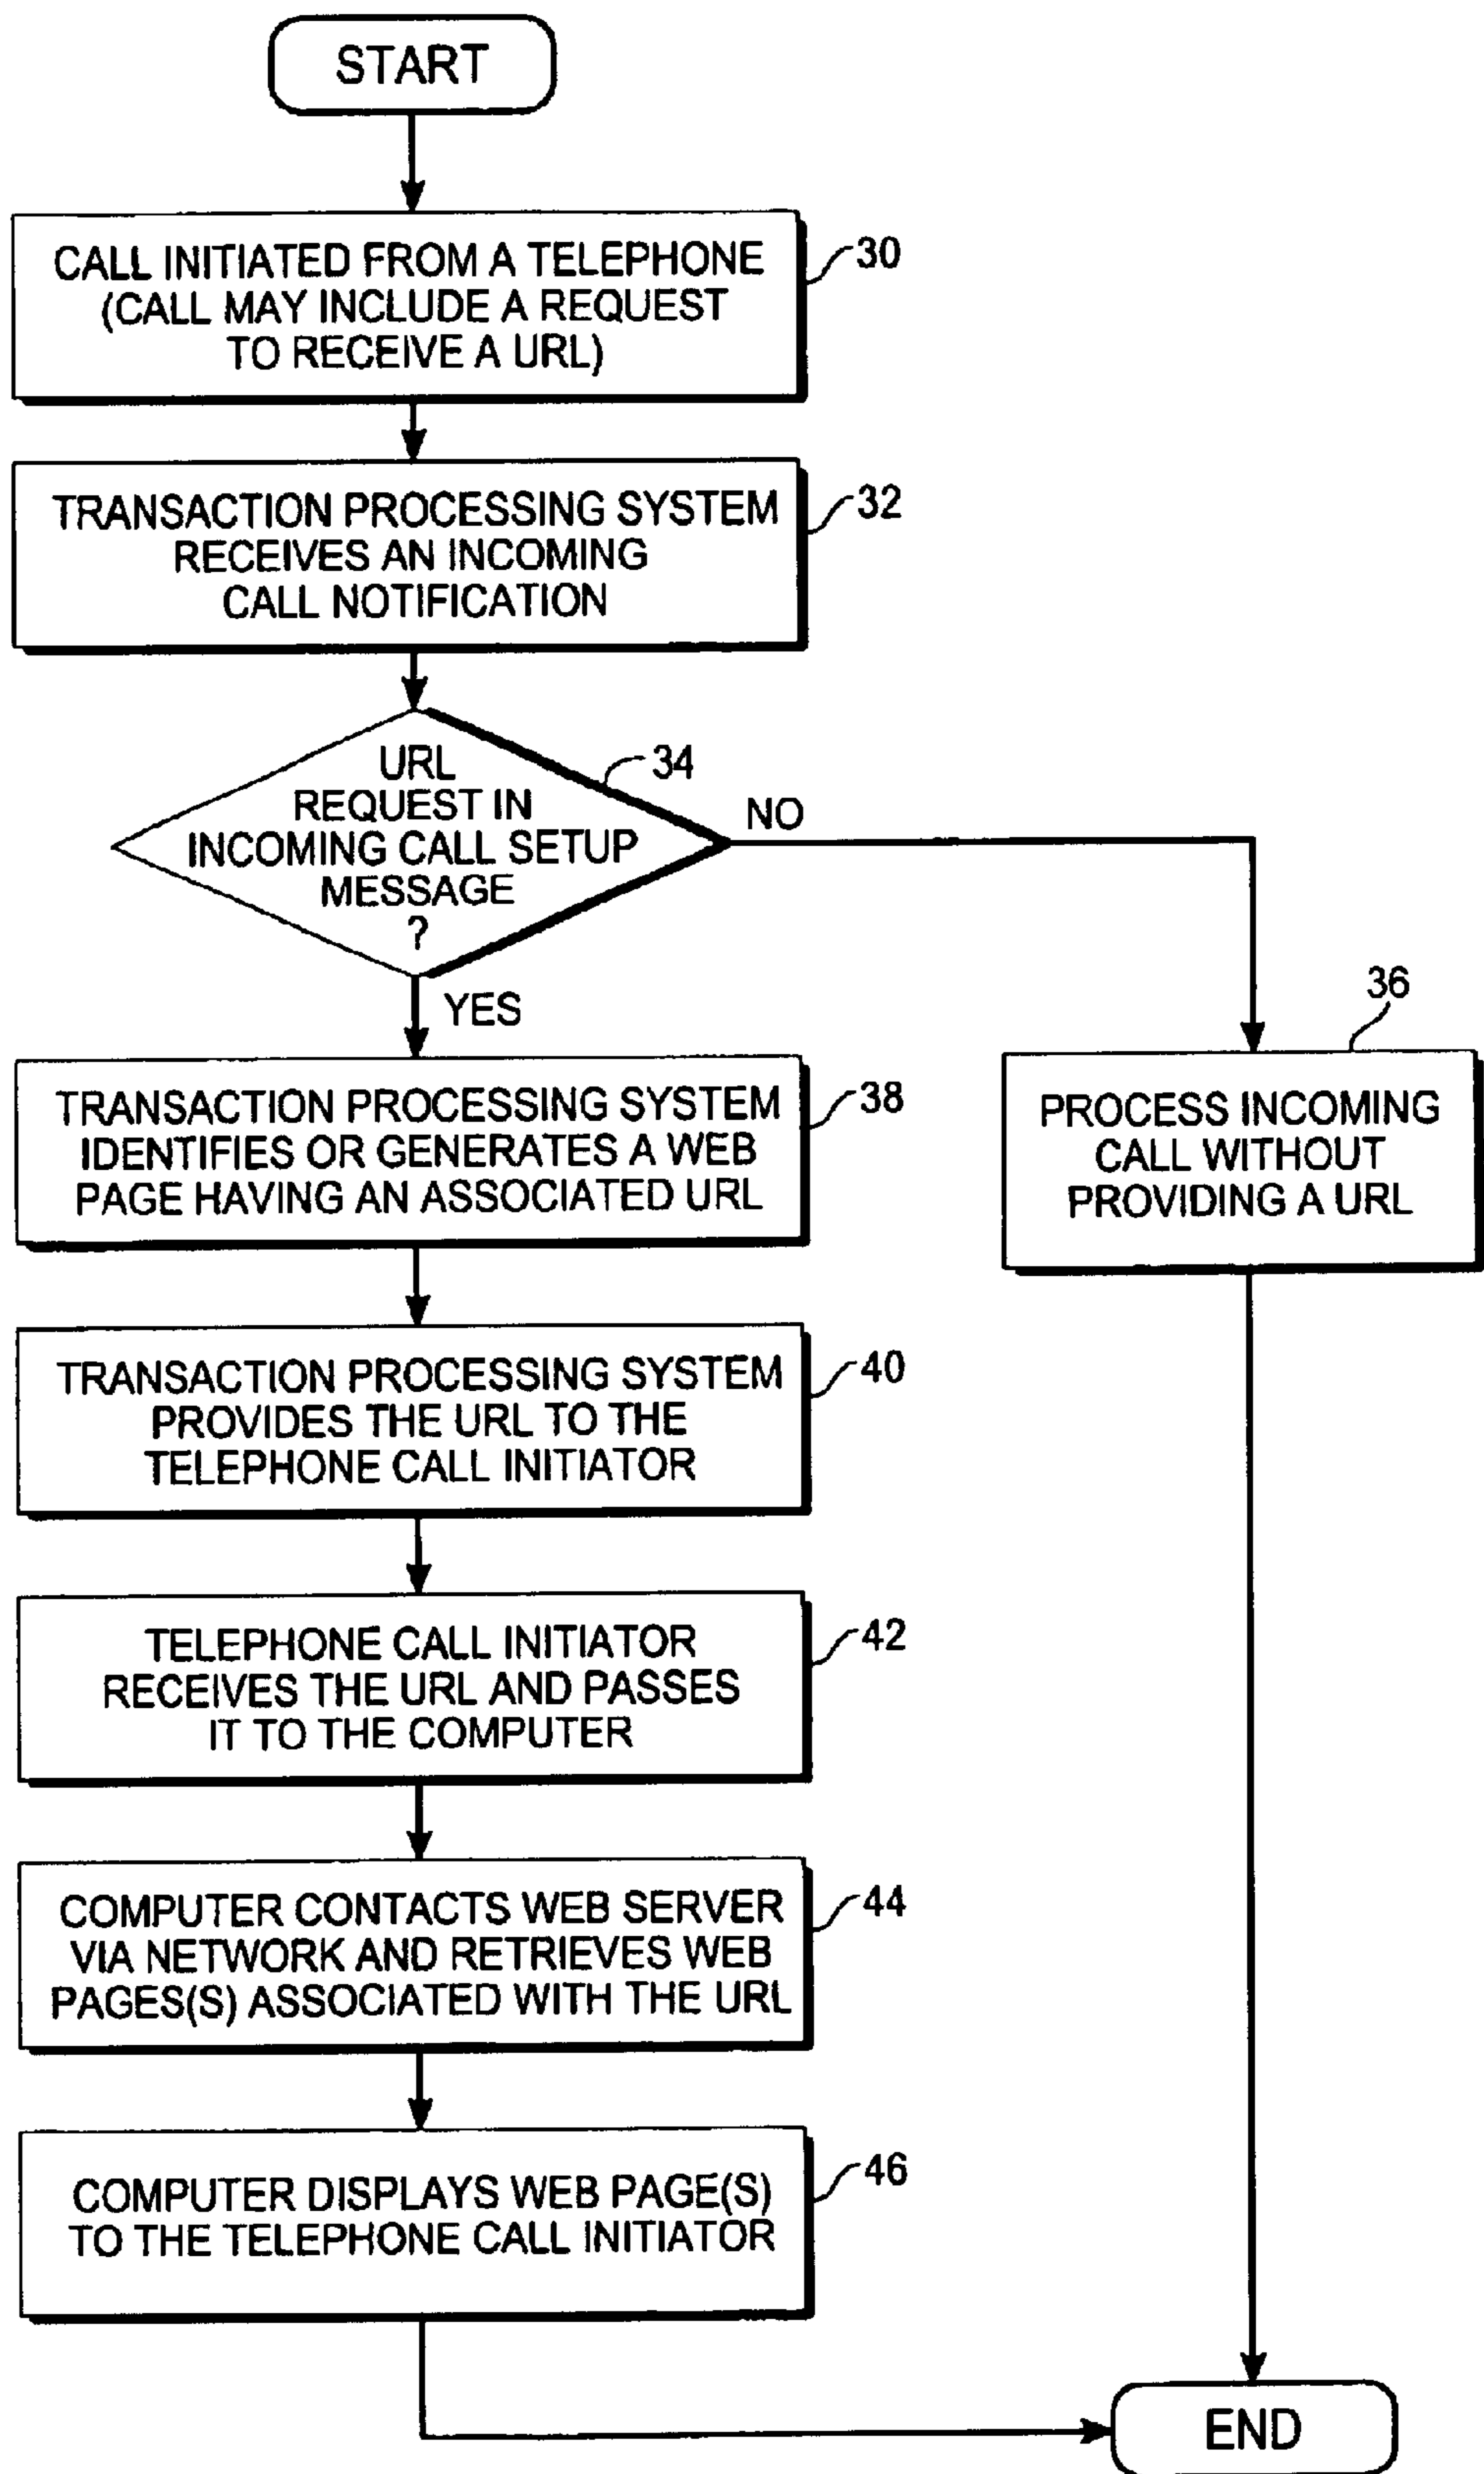 START
CALL INITIATED FROM A TELEPHONE
(CALL MAY INCLUDE A REQUEST
TO RECEIVE A URL)
30
TRANSACTION PROCESSING SYSTEM
RECEIVES AN INCOMING
CALL NOTIFICATION
32
URL
REQUEST IN
INCOMING CALL SETUP
MESSAGE
?
34
NO
YES
36
PROCESS INCOMING
CALL WITHOUT
PROVIDING A URL
TRANSACTION PROCESSING SYSTEM
IDENTIFIES OR GENERATES A WEB
PAGE HAVING AN ASSOCIATED URL
38
TRANSACTION PROCESSING SYSTEM
PROVIDES THE URL TO THE
TELEPHONE CALL INITIATOR
40
TELEPHONE CALL INITIATOR
RECEIVES THE URL AND PASSES
IT TO THE COMPUTER
42
COMPUTER CONTACTS WEB SERVER
VIA NETWORK AND RETRIEVES WEB
PAGES(S) ASSOCIATED WITH THE URL
44
COMPUTER DISPLAYS WEB PAGE(S)
TO THE TELEPHONE CALL INITIATOR
46
END